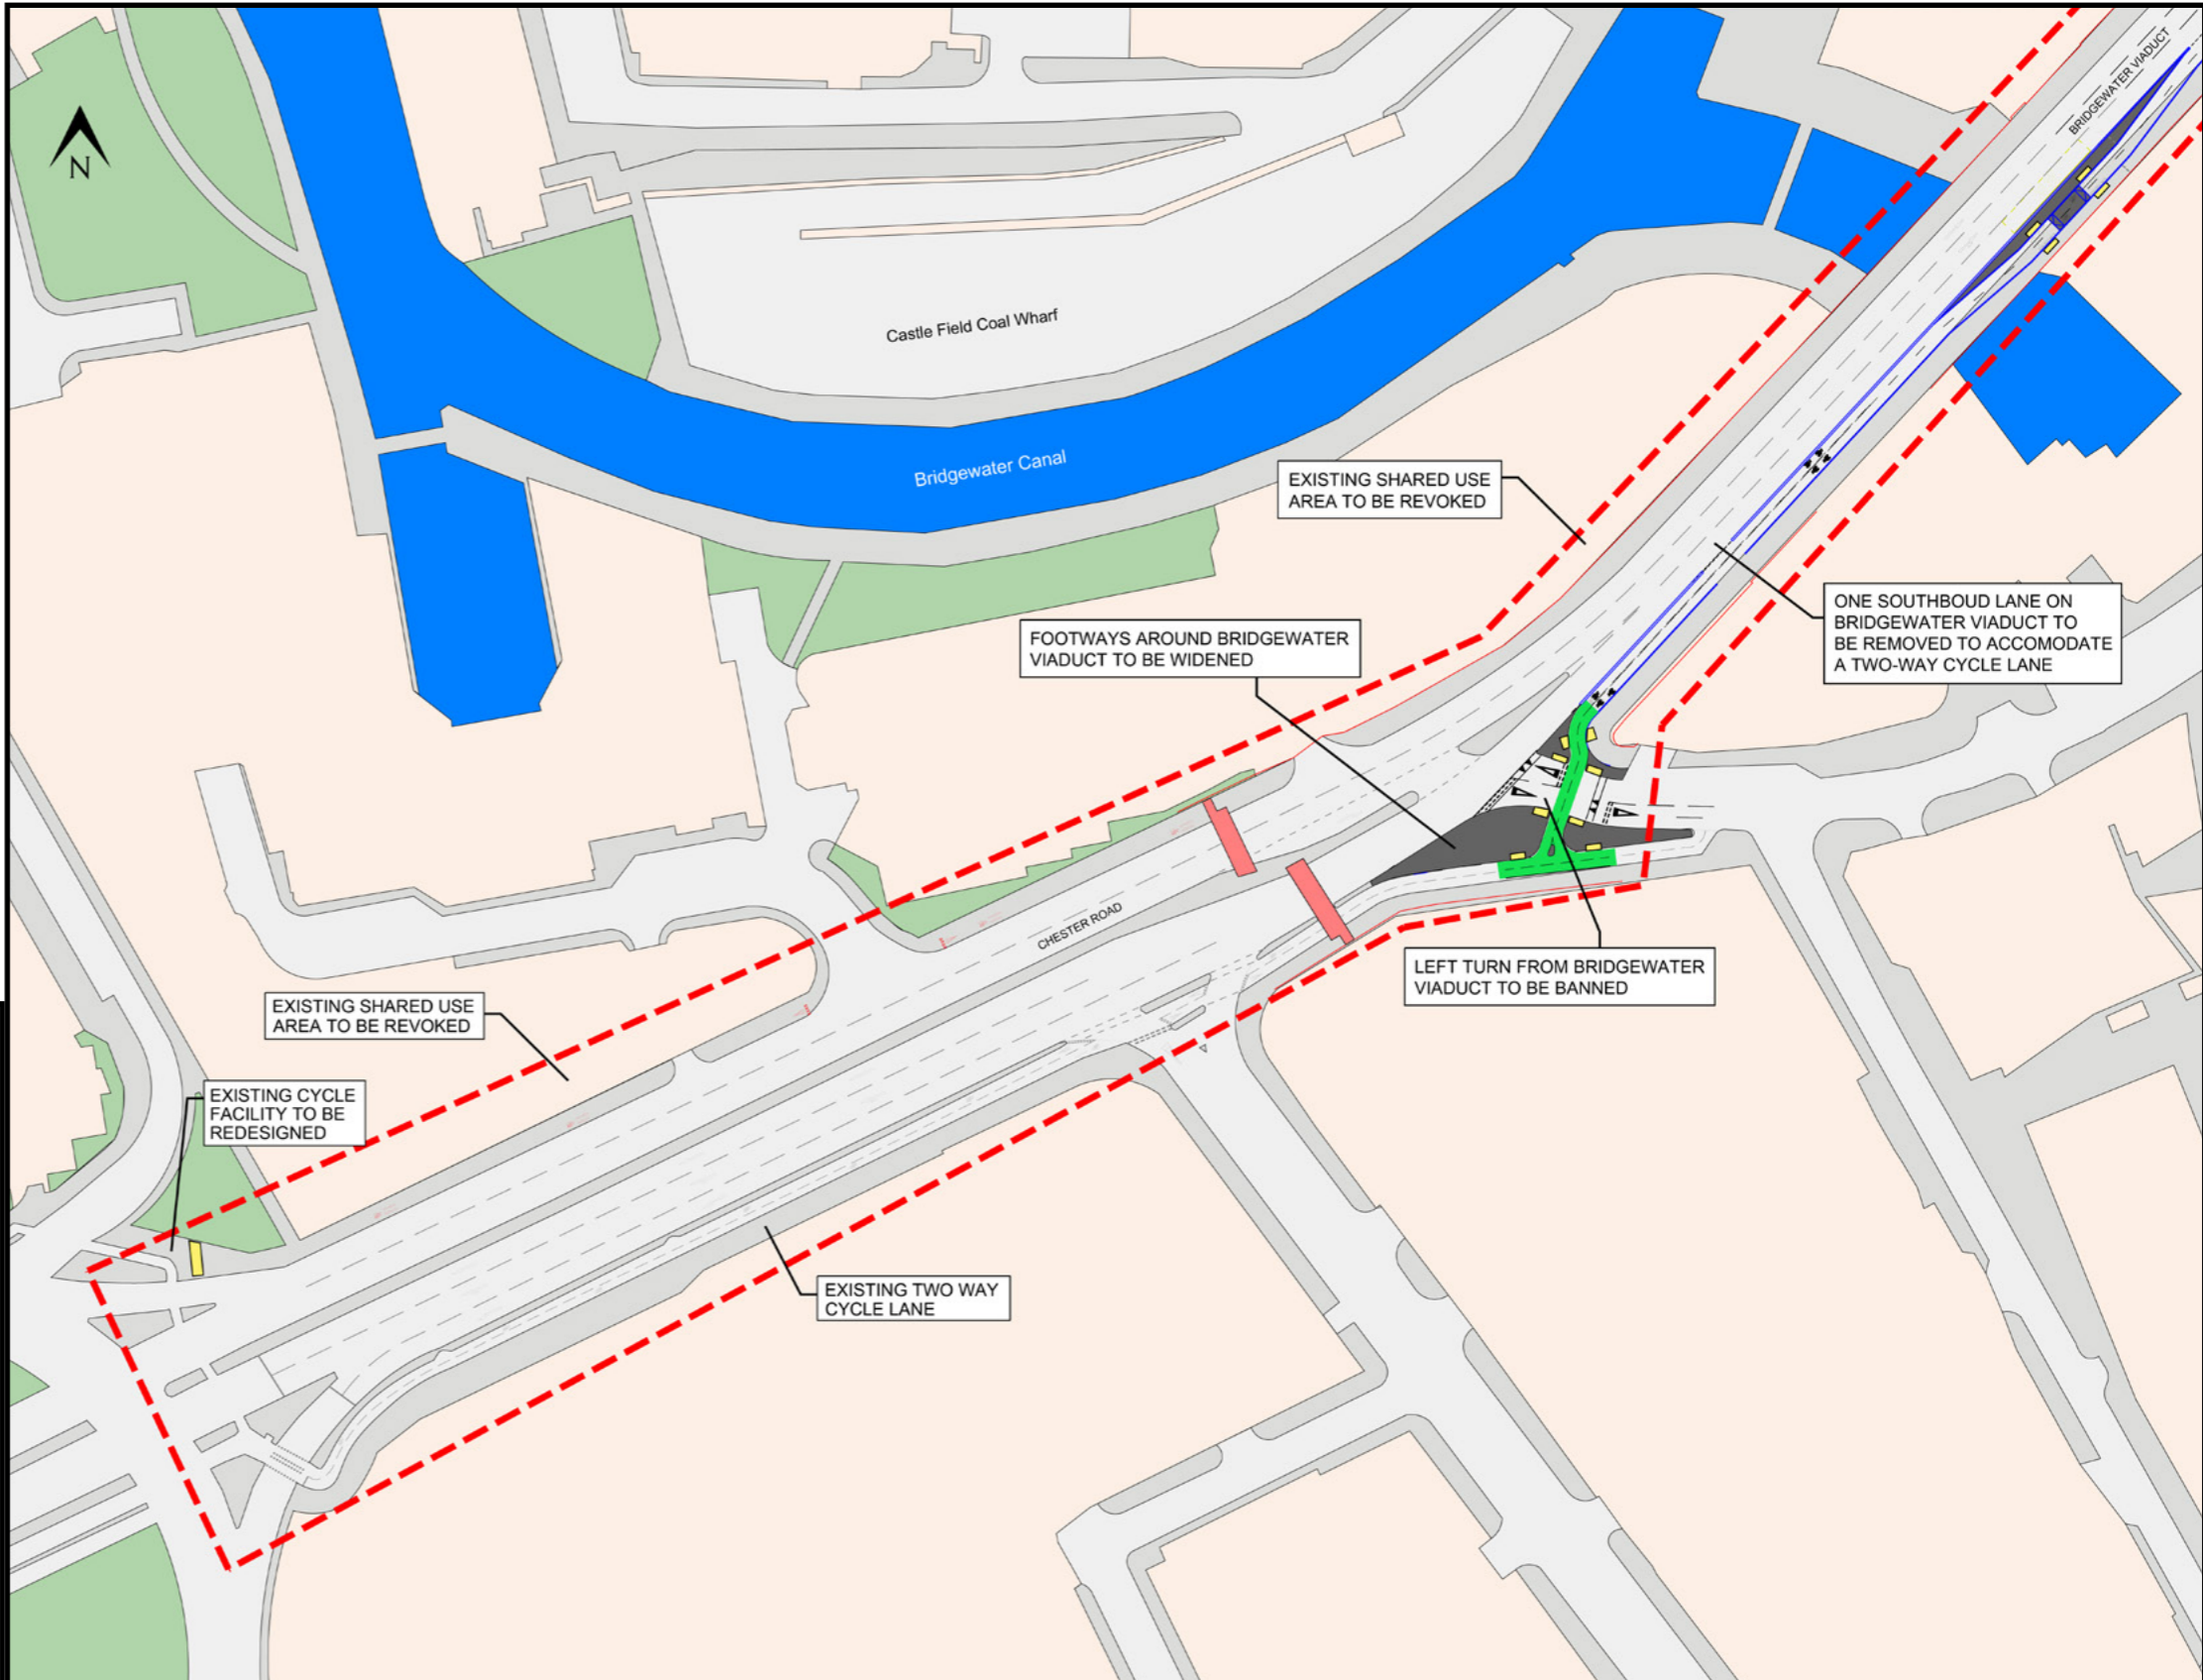 BRIDGEWATER VIADUCT
N
Castle Field Coal Wharf
Bridgewater Canal
EXISTING SHARED USE
AREA TO BE REVOKED
ONE SOUTHBOUD LANE ON
BRIDGEWATER VIADUCT TO
BE REMOVED TO ACCOMODATE
A TWO-WAY CYCLE LANE
FOOTWAYS AROUND BRIDGEWATER
VIADUCT TO BE WIDENED
CHESTER ROAD
LEFT TURN FROM BRIDGEWATER
VIADUCT TO BE BANNED
EXISTING SHARED USE
AREA TO BE REVOKED
EXISTING CYCLE
FACILITY TO BE
REDESIGNED
EXISTING TWO WAY
CYCLE LANE